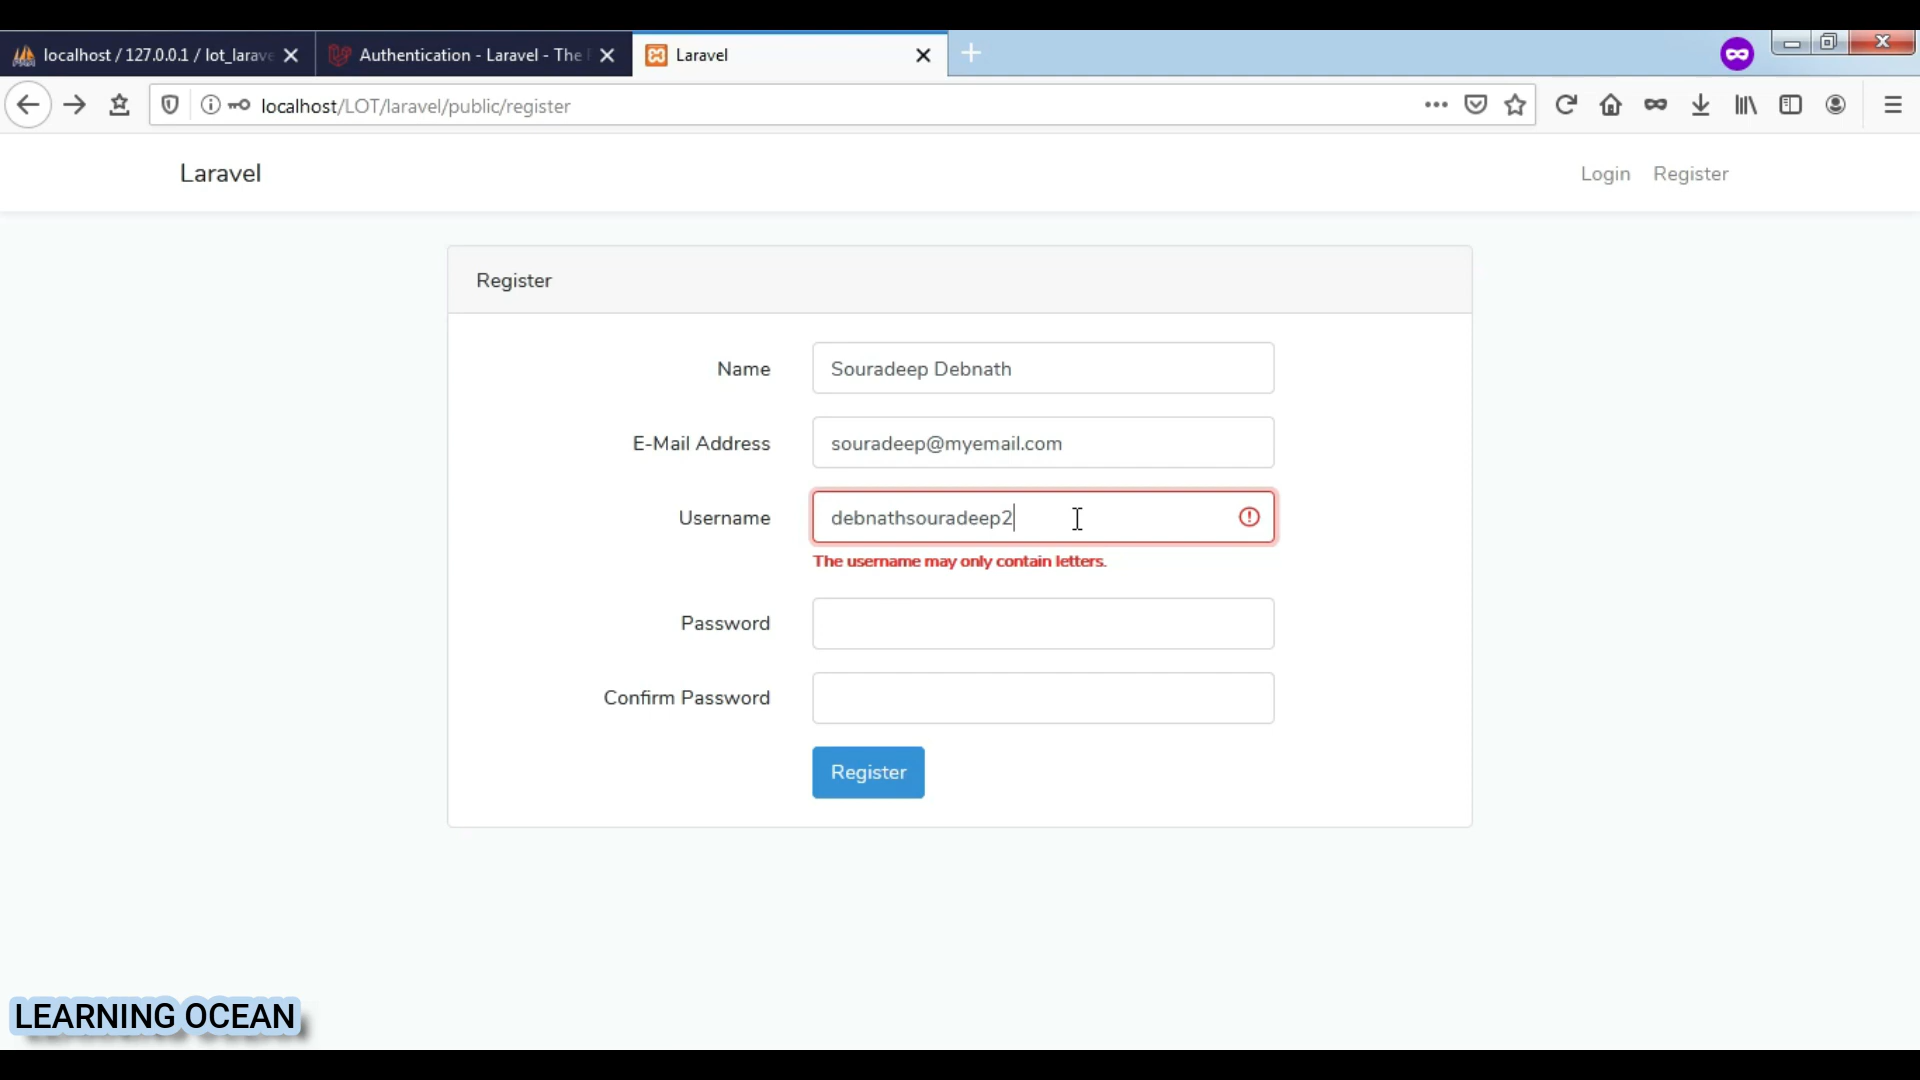 localhost / 127.0.0.1 / lot_larave
Authentication - Laravel - The
Laravel
localhost/LOT/laravel/public/register
Laravel
Login
Register
Register
Name
Souradeep Debnath
E-Mail Address
souradeep@myemail.com
Username
debnathsouradeep2
The username may only contain letters.
Password
Confirm Password
Register
LEARNING OCEAN